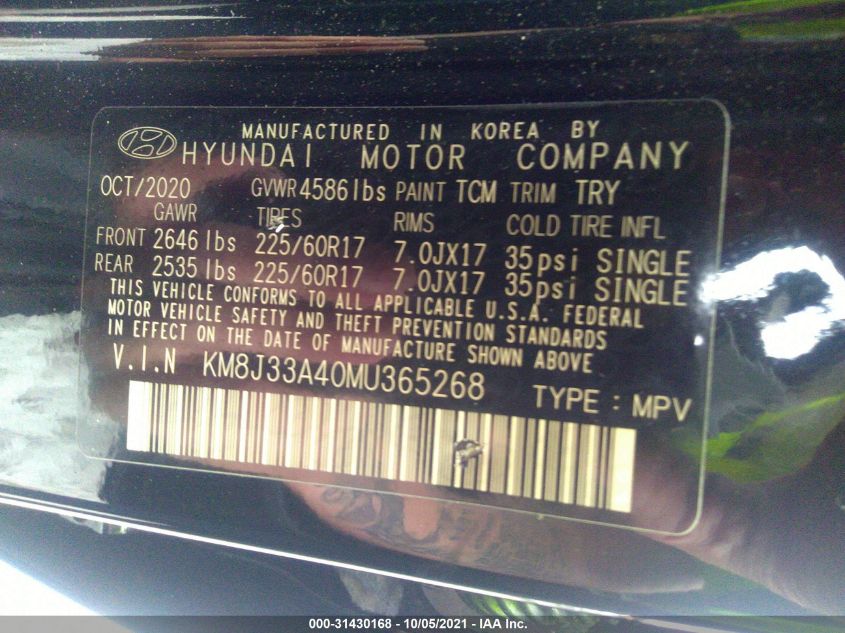 MANUFACTURED IN KOREA BY
HYUNDAI MOTOR COMPANY
OCT/2020 GVWR 4586 lbs PAINT TCM TRIM TRY
GAWR TIRES RIMS COLD TIRE INFL
FRONT 2646 lbs 225/60R17 7.0JX17 35psi SINGLE
REAR 2535 lbs 225/60R17 7.0JX17 35psi SINGLE
THIS VEHICLE CONFORMS TO ALL APPLICABLE U.S.A. FEDERAL
MOTOR VEHICLE SAFETY AND THEFT PREVENTION STANDARDS
IN EFFECT ON THE DATE OF MANUFACTURE SHOWN ABOVE
V.I.N KM8J33A40MU365268 TYPE : MPV
000-31430168 - 10/05/2021 - IAA Inc.